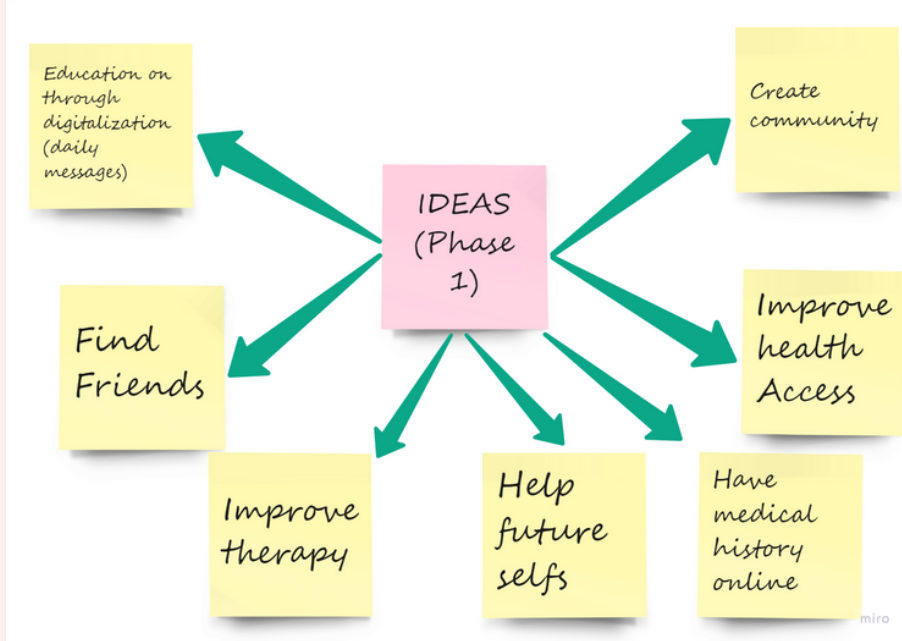 Education on
through
digitalization
(daily
messages)
Create
community
IDEAS
(Phase
1)
Find
Friends
Improve
health
Access
Improve
therapy
Help
future
selfs
Have
medical
history
online
miro